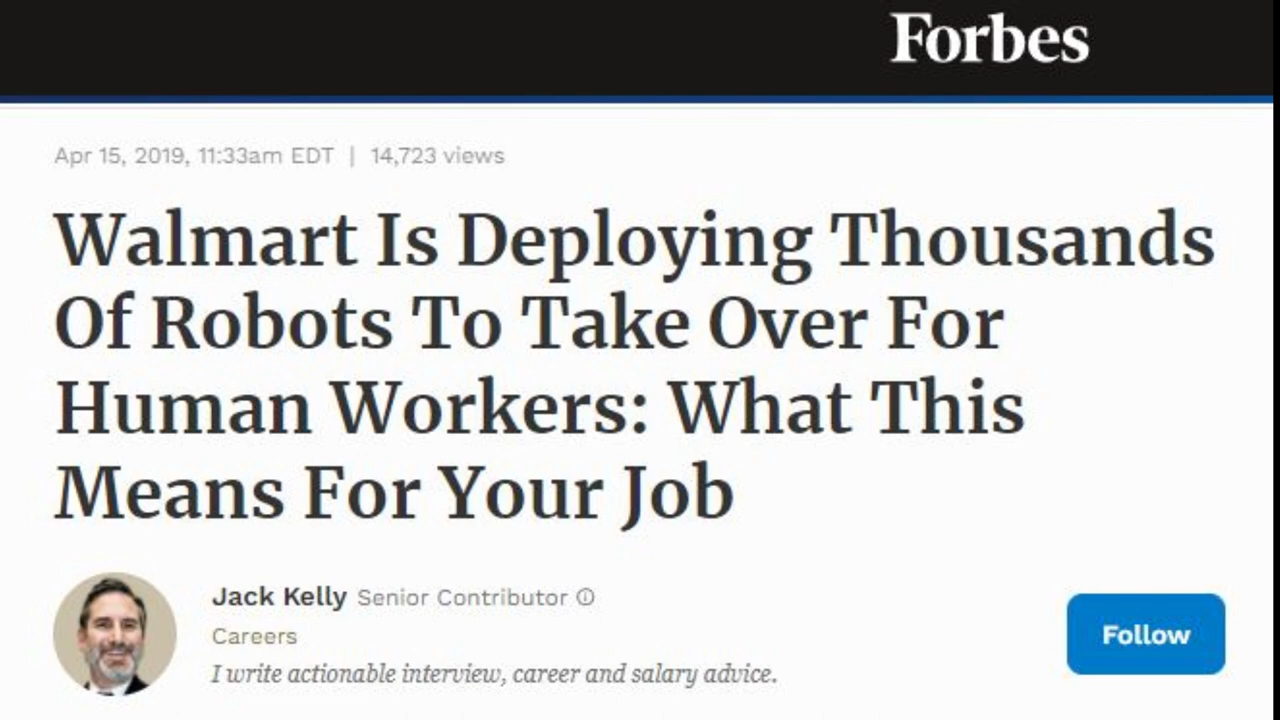 Forbes
Apr 15, 2019, 11:33am EDT | 14,723 views
Walmart Is Deploying Thousands
Of Robots To Take Over For
Human Workers: What This
Means For Your Job
Jack Kelly Senior Contributor ⓘ
Careers
I write actionable interview, career and salary advice.
Follow